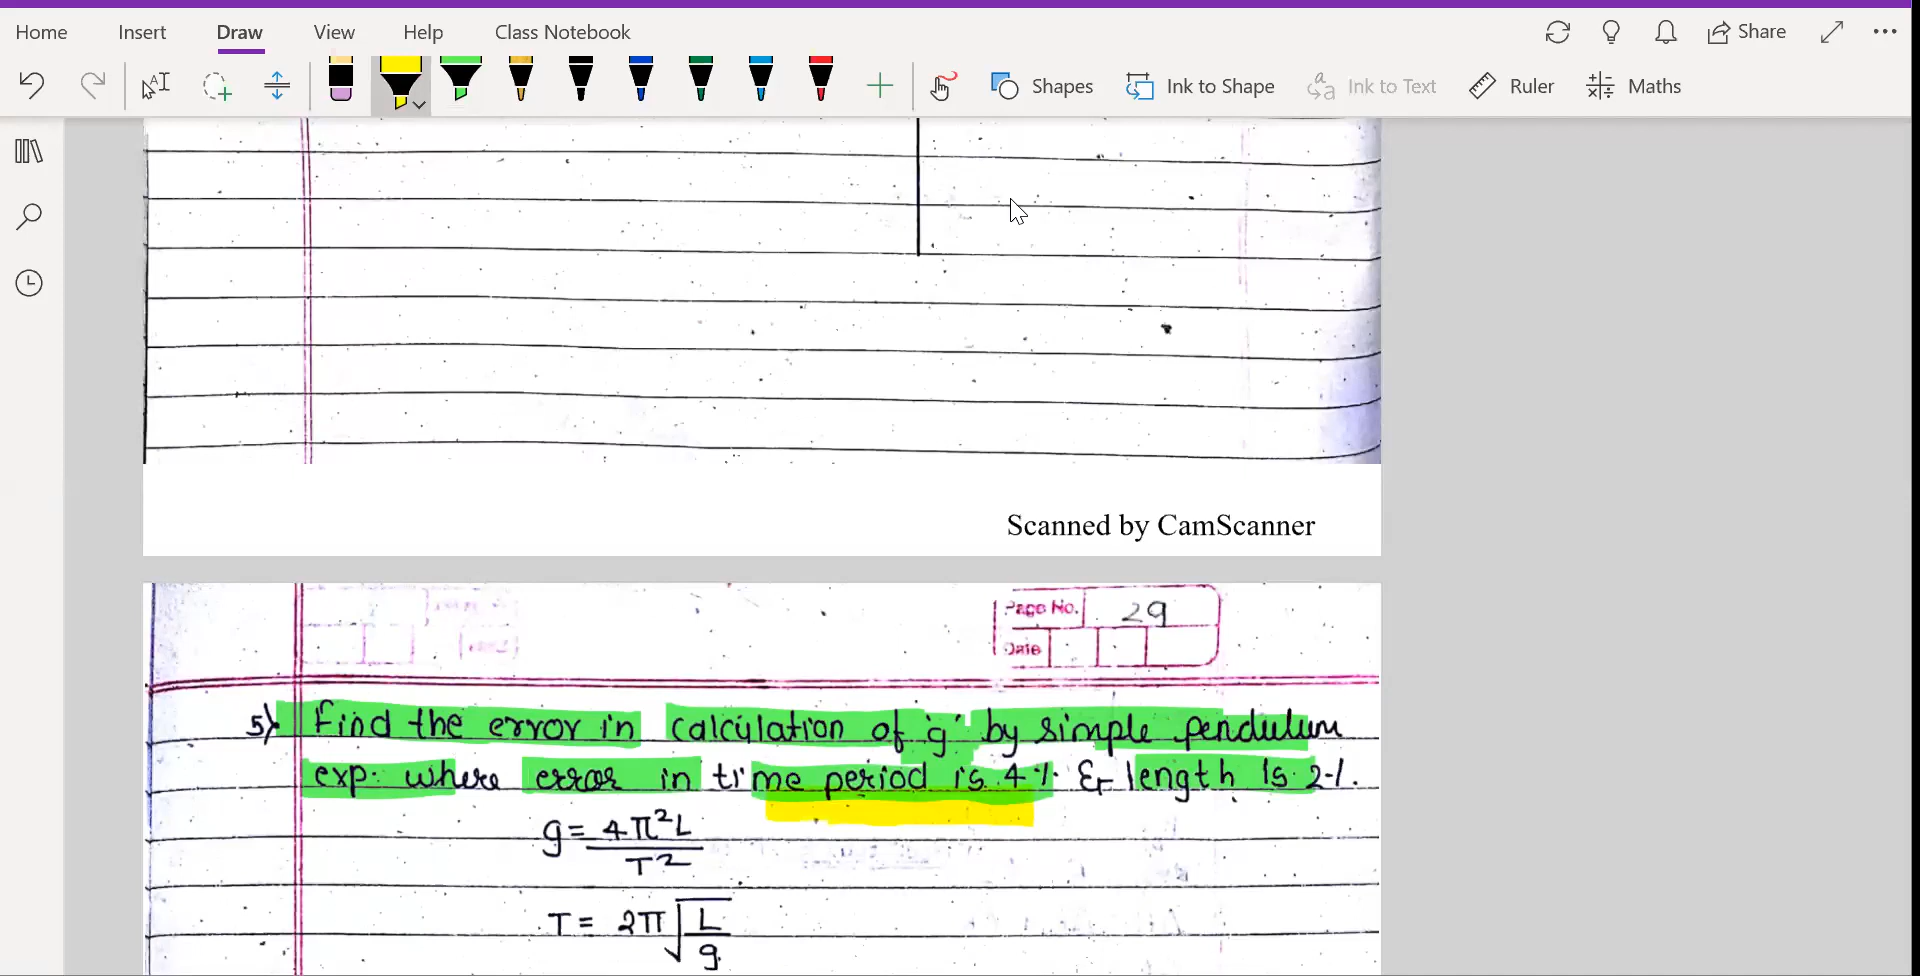 Home Insert Draw View Help Class Notebook Share
Shapes Ink to Shape Ink to Text Ruler Maths
Scanned by CamScanner
Page No. 29
Date
5) Find the error in calculation of 'g' by simple pendulum
exp. where error in time period is 4% & length is 2%.
g = 4π²L / T²
T = 2π√(L/g)